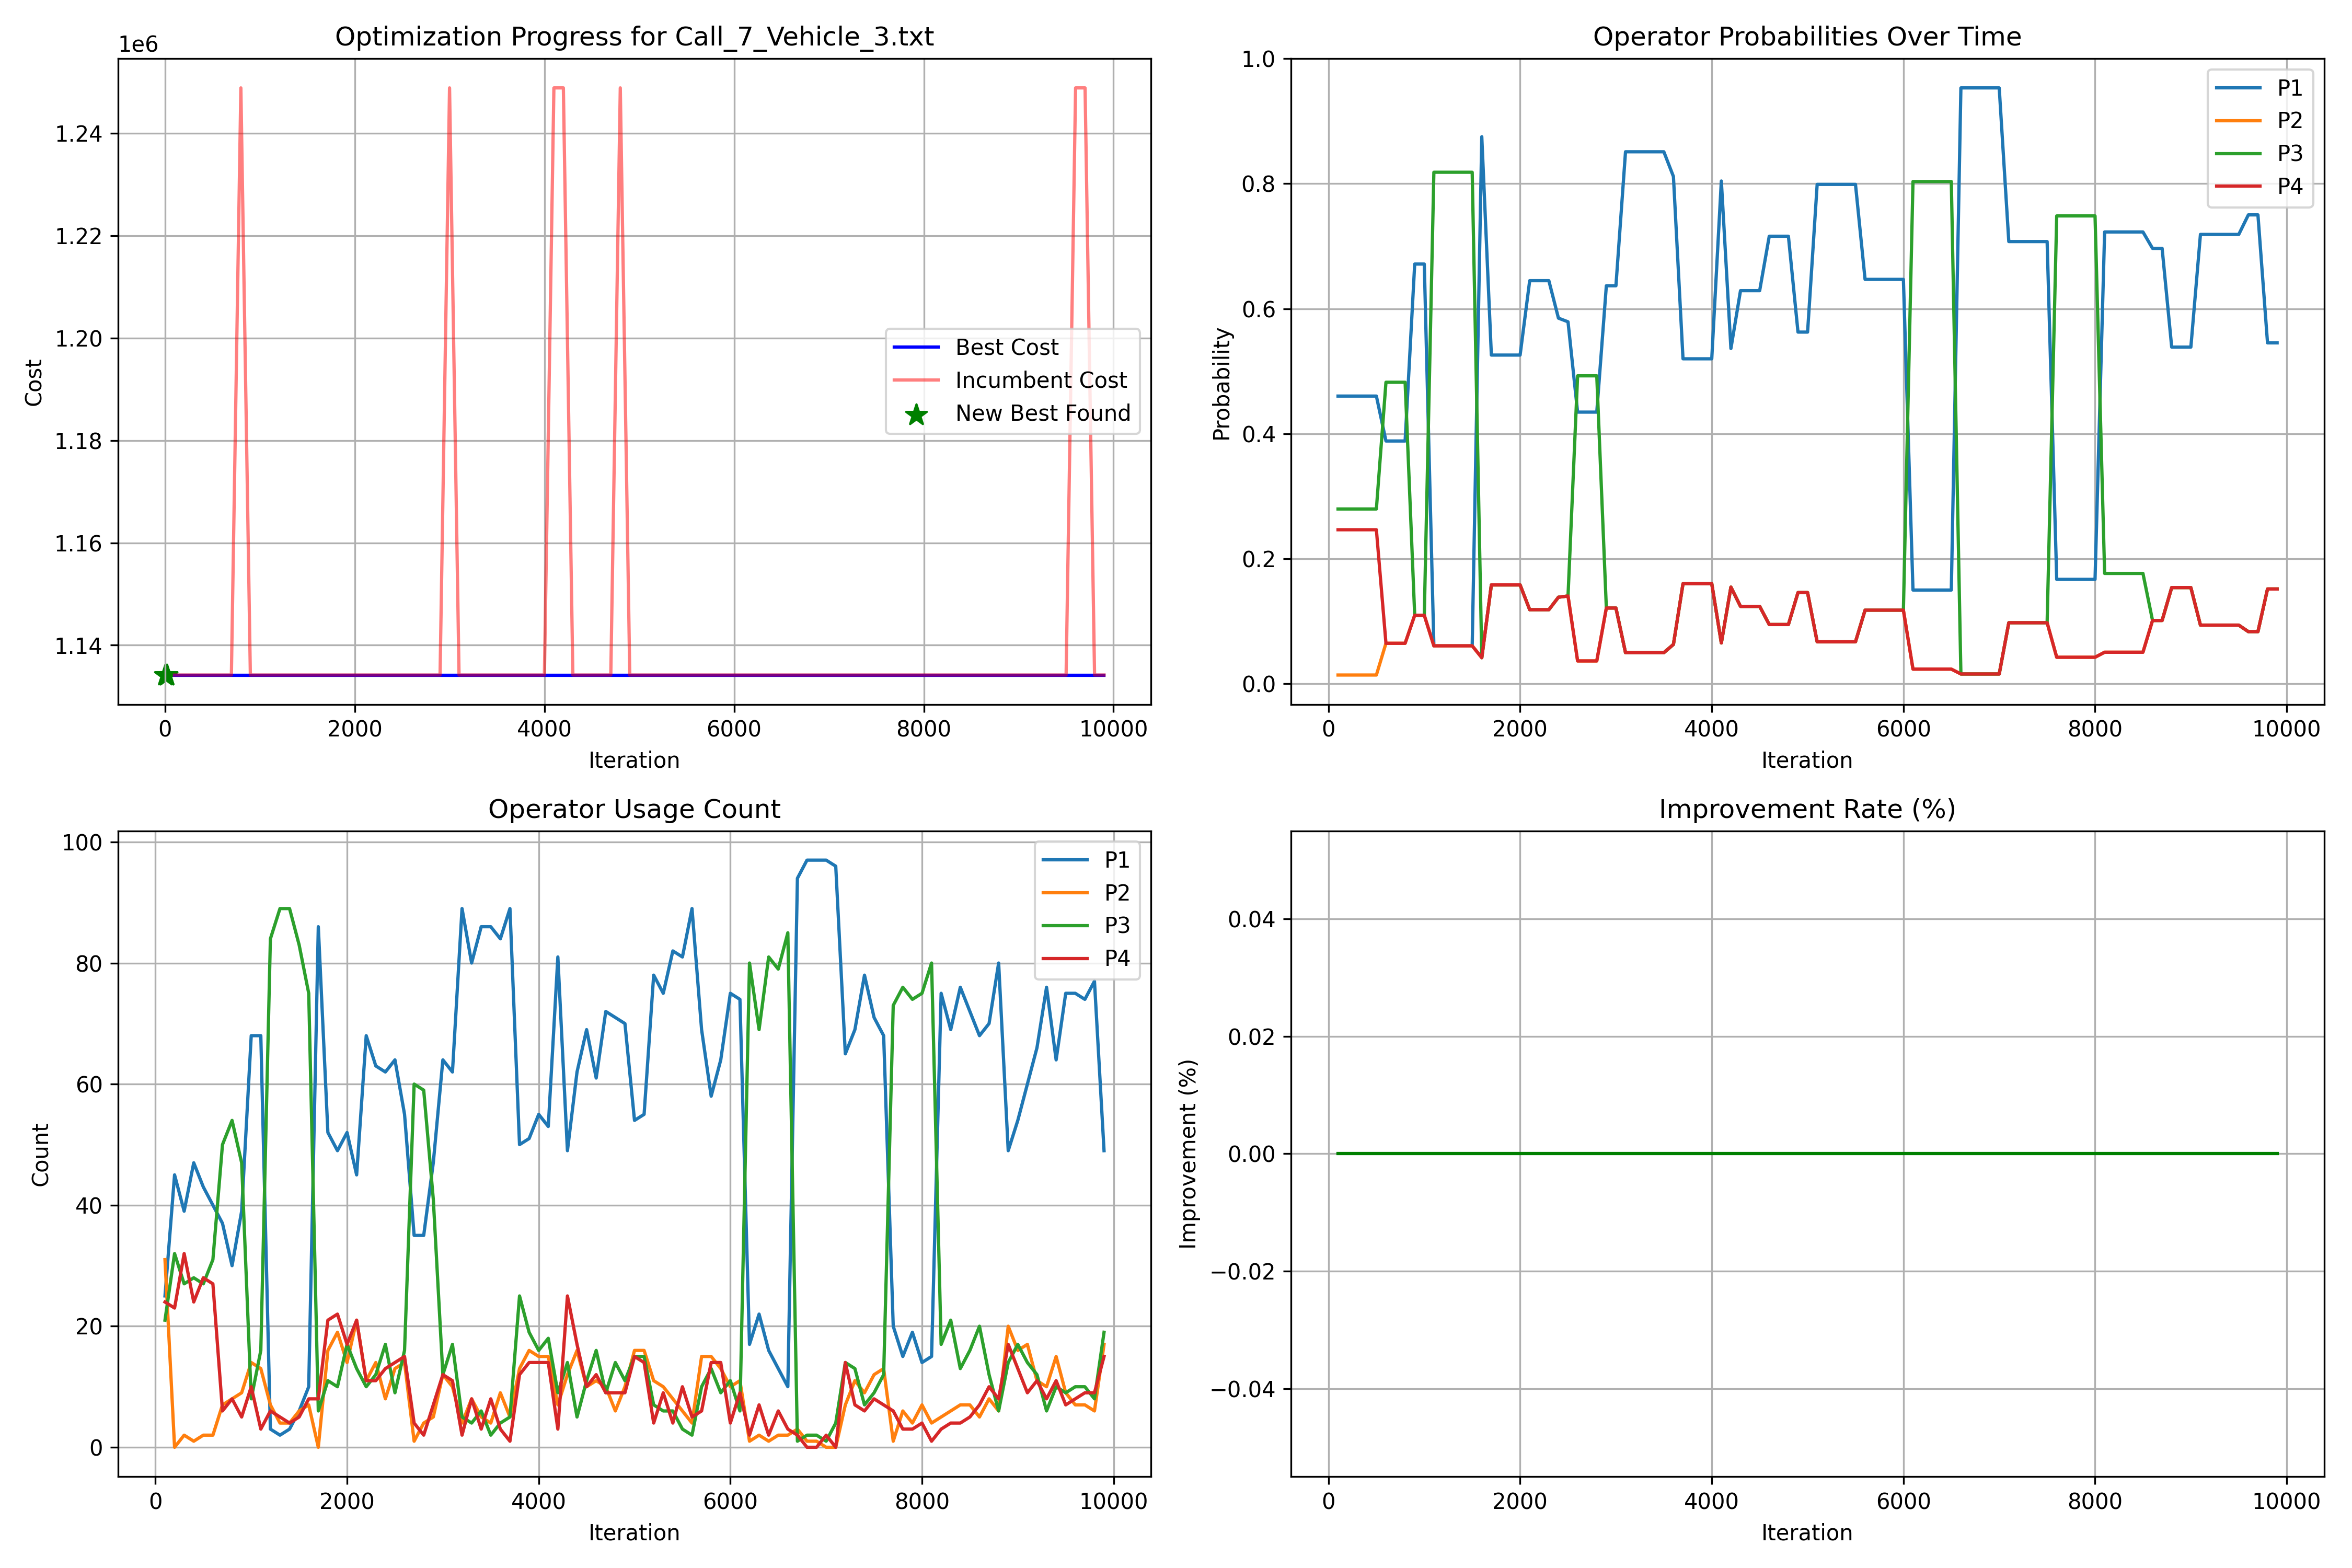 Optimization Progress for Call_7_Vehicle_3.txt
1e6
1.24
1.22
1.20
1.18
1.16
1.14
Cost
0
2000
4000
6000
8000
10000
Iteration
Best Cost
Incumbent Cost
New Best Found
Operator Probabilities Over Time
1.0
0.8
0.6
0.4
0.2
0.0
Probability
0
2000
4000
6000
8000
10000
Iteration
P1
P2
P3
P4
Operator Usage Count
100
80
60
40
20
0
Count
0
2000
4000
6000
8000
10000
Iteration
P1
P2
P3
P4
Improvement Rate (%)
0.04
0.02
0.00
−0.02
−0.04
Improvement (%)
0
2000
4000
6000
8000
10000
Iteration